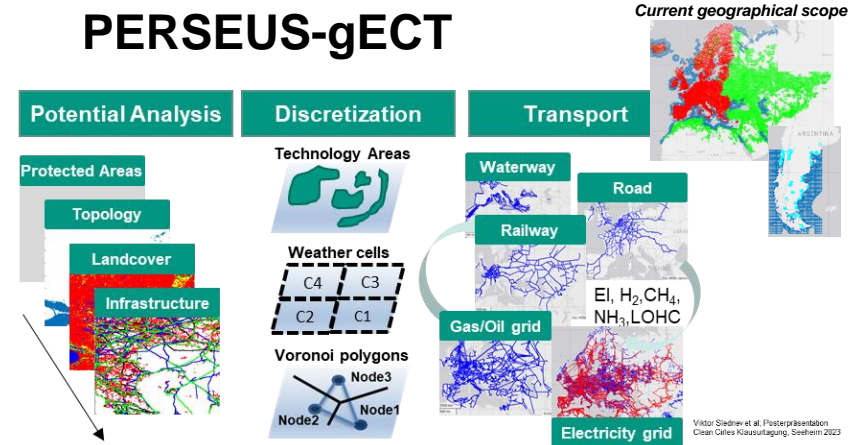 PERSEUS-gECT
Current geographical scope
Potential Analysis
Discretization
Transport
Protected Areas
Topology
Landcover
Infrastructure
Technology Areas
Weather cells
C4
C3
C2
C1
Voronoi polygons
Node3
Node1
Node2
Waterway
Road
Railway
El, H2,CH4,
NH3,LOHC
Gas/Oil grid
Electricity grid
ARGENTINA
Viktor Slednev et al; Posterpräsentation
Clean Cirles Klausurtagung, Seeheim 2023